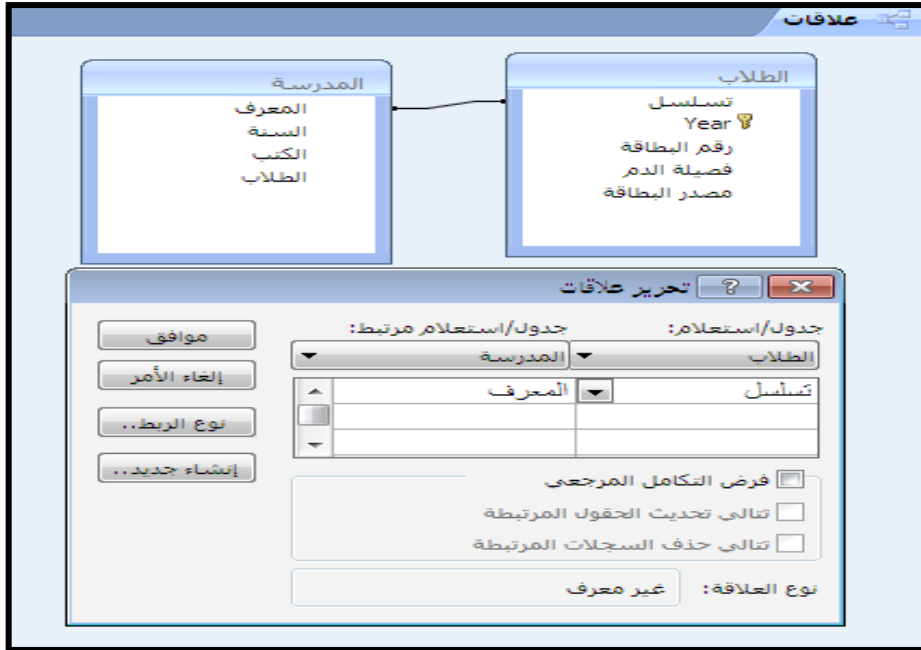 علاقات
الطلاب
تسلسل
Year
رقم البطاقة
فصيلة الدم
مصدر البطاقة
المدرسة
المعرف
السنة
الكتب
الطلاب
تحرير علاقات
جدول/استعلام: جدول/استعلام مرتبط:
الطلاب المدرسة
تسلسل المعرف
فرض التكامل المرجعي
تتالي تحديث الحقول المرتبطة
تتالي حذف السجلات المرتبطة
نوع العلاقة: غير معرف
موافق
إلغاء الأمر
نوع الربط..
إنشاء جديد..